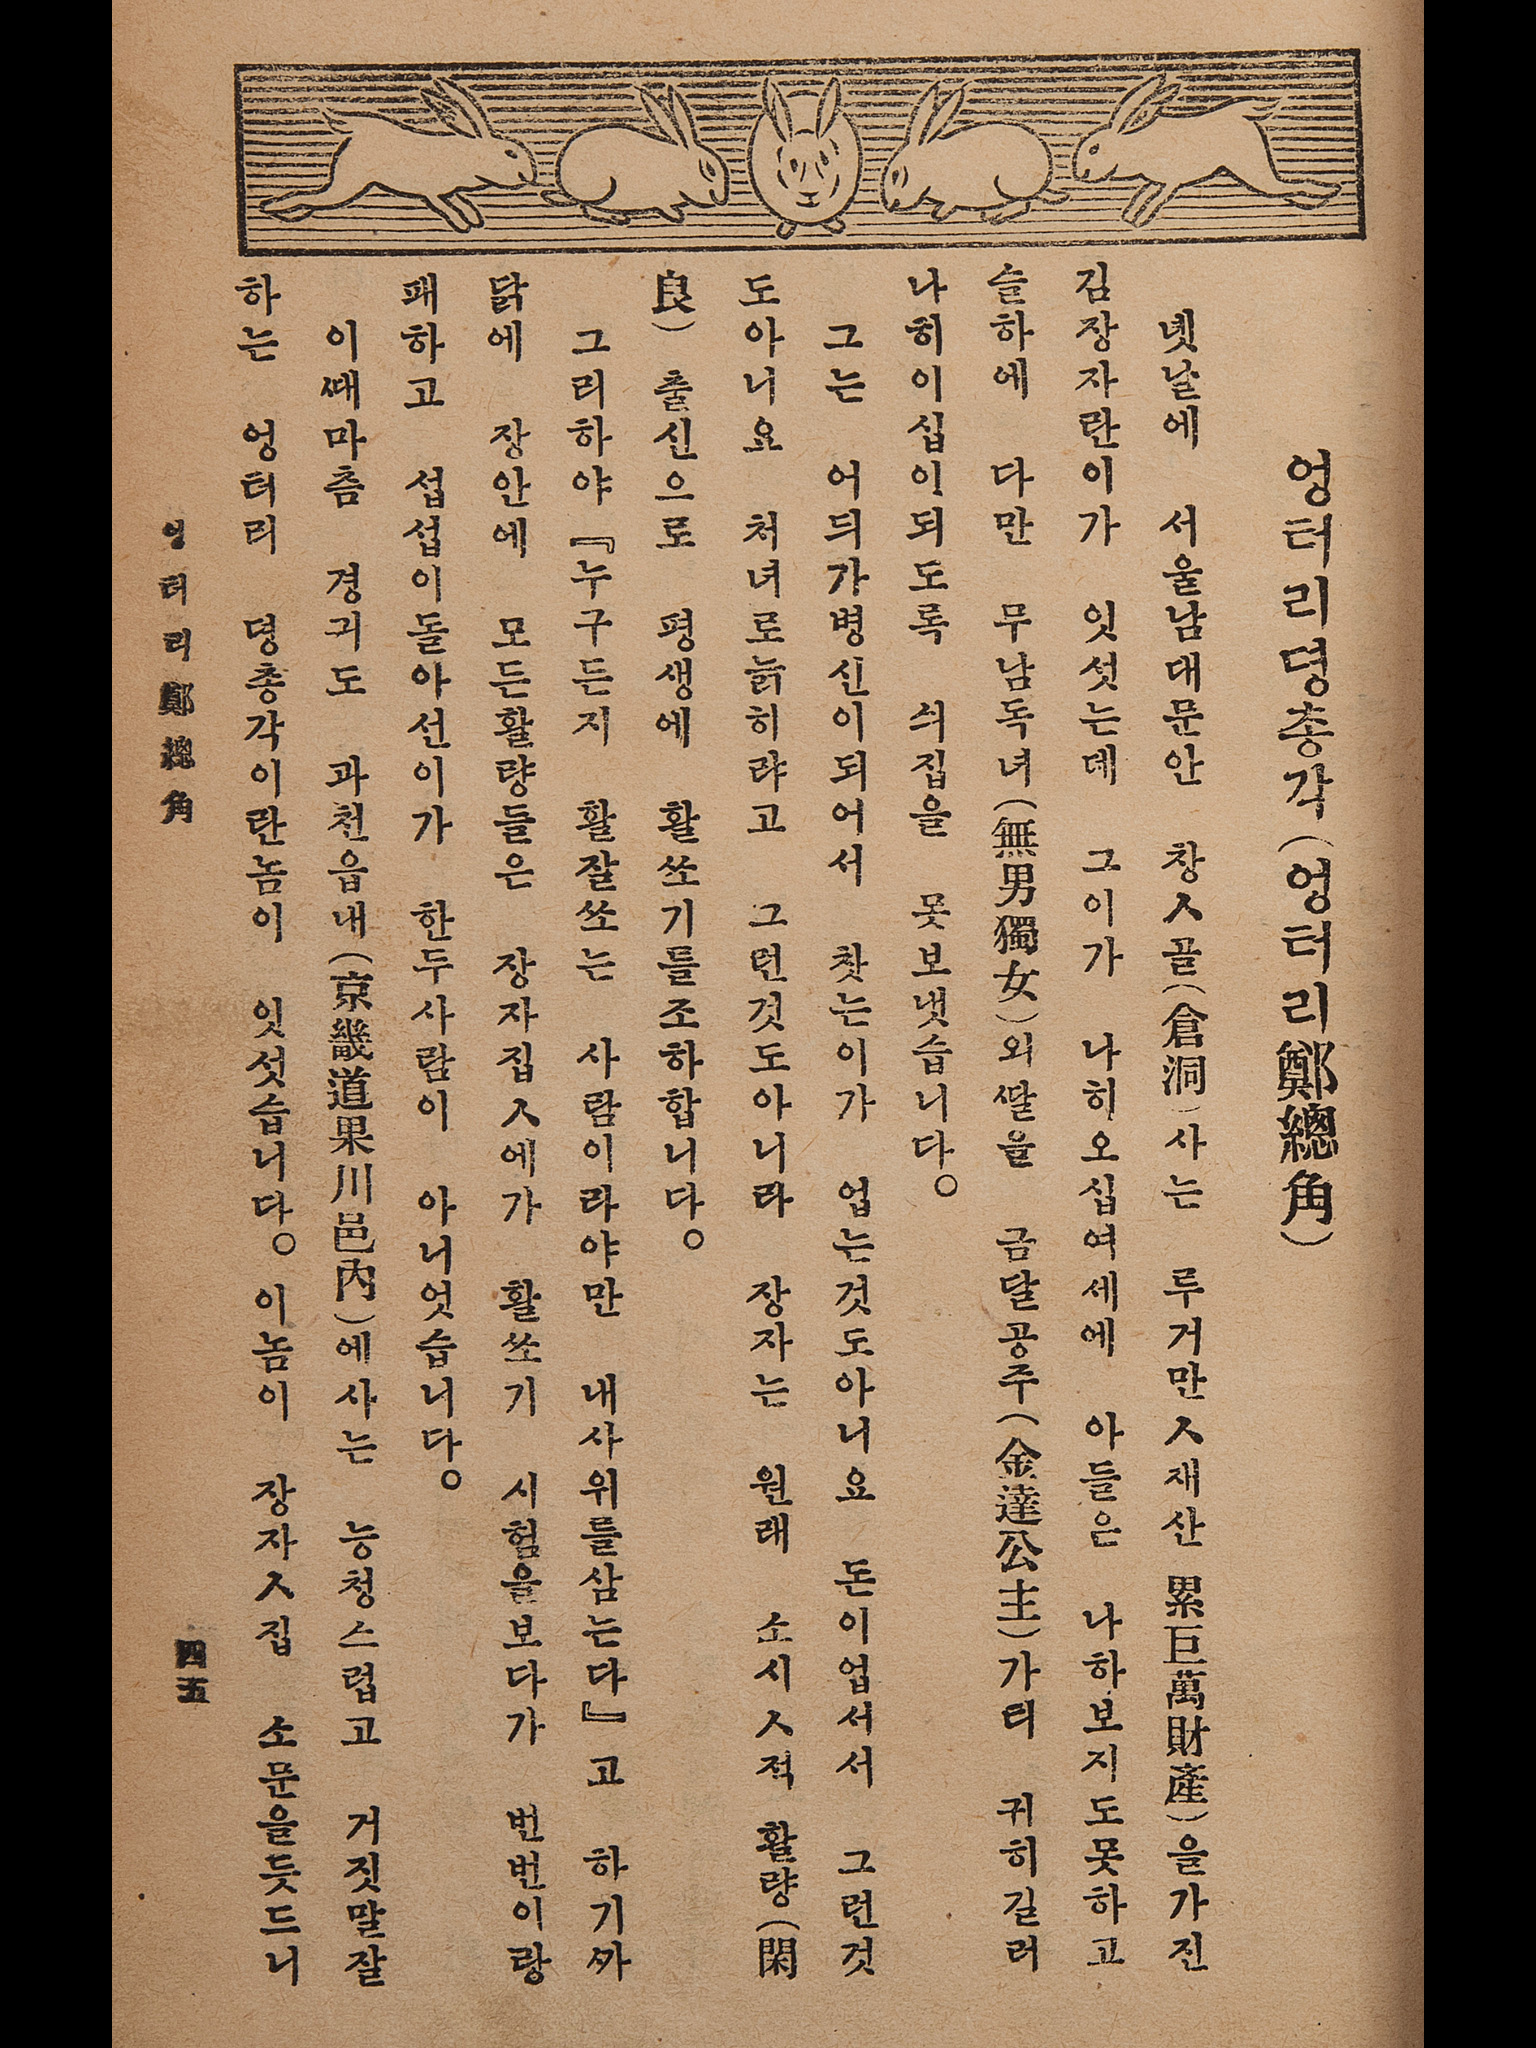 엉터리뎡총각(엉터리鄭總角)
녯날에 서울남대문안 창ㅅ골(倉洞)사는 루거만ㅅ재산 累巨萬財產)을가진
김장자란이가 잇섯는데 그이가 나히오십여세에 아들은 나하보지도못하고
슬하에 다만 무남독녀(無男獨女)외ᄯᅡᆯ을 금달공주(金達公主)가티 귀히길러
나히이십이되도록 싀집을 못보냇습니다。
그는 어듸가병신이되어서 찻는이가 업는것도아니요 돈이업서서 그런것
도아니요 처녀로늙히랴고 그런것도아니라 장자는 원래 소시ㅅ적 활량(閑
良) 출신으로 평생에 활쏘기를조하합니다。
그리하야『누구든지 활잘쏘는 사람이라야만 내사위를삼는다』고 하기ᄭᅡ
닭에 장안에 모든활량들은 장자집ㅅ에가 활쏘기 시험을보다가 번번이랑
패하고 섭섭이돌아선이가 한두사람이 아니엇습니다。
이ᄯᅢ마츰 경긔도 과천읍내(京畿道果川邑內)에사는 능청스럽고 거짓말잘
하는 엉터리 뎡총각이란놈이 잇섯습니다。이놈이 장자ㅅ집 소문을듯드니
엉터리鄭總角
四五